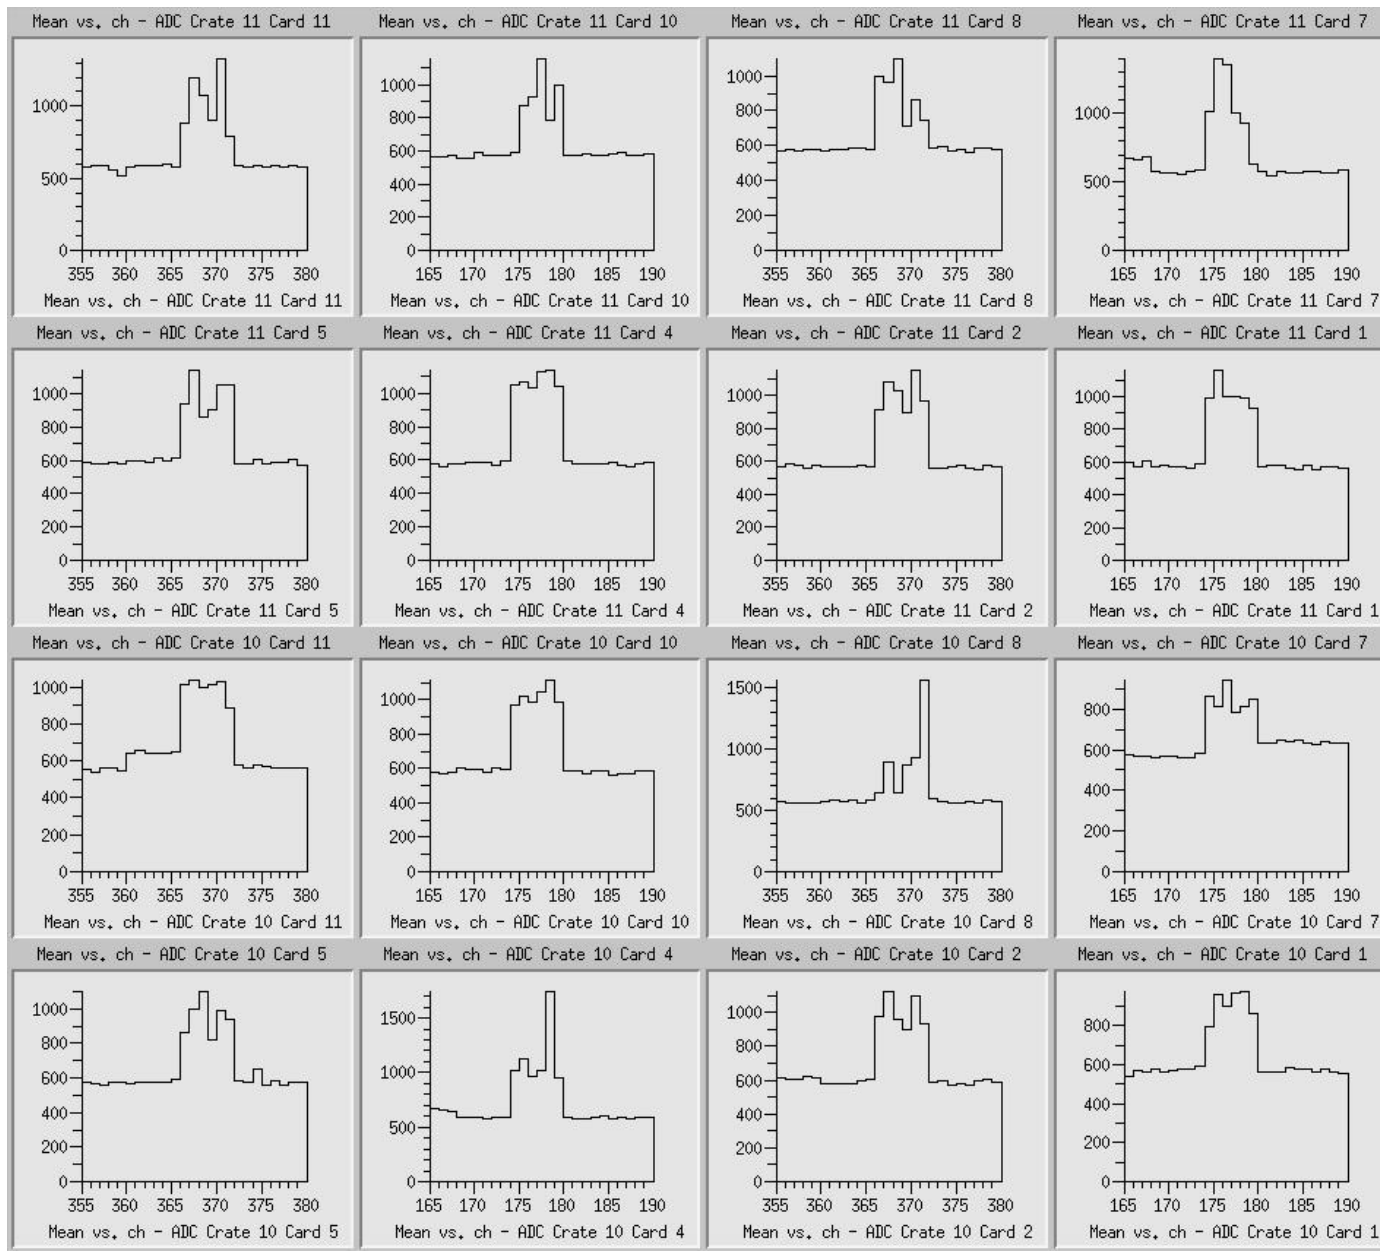 Mean vs. ch - ADC Crate 11 Card 11
Mean vs. ch - ADC Crate 11 Card 10
Mean vs. ch - ADC Crate 11 Card 8
Mean vs. ch - ADC Crate 11 Card 7
1000
500
0
355 360 365 370 375 380
Mean vs. ch - ADC Crate 11 Card 11
1000
800
600
400
200
0
165 170 175 180 185 190
Mean vs. ch - ADC Crate 11 Card 10
1000
800
600
400
200
0
355 360 365 370 375 380
Mean vs. ch - ADC Crate 11 Card 8
1000
500
0
165 170 175 180 185 190
Mean vs. ch - ADC Crate 11 Card 7
Mean vs. ch - ADC Crate 11 Card 5
Mean vs. ch - ADC Crate 11 Card 4
Mean vs. ch - ADC Crate 11 Card 2
Mean vs. ch - ADC Crate 11 Card 1
1000
800
600
400
200
0
355 360 365 370 375 380
Mean vs. ch - ADC Crate 11 Card 5
1000
800
600
400
200
0
165 170 175 180 185 190
Mean vs. ch - ADC Crate 11 Card 4
1000
800
600
400
200
0
355 360 365 370 375 380
Mean vs. ch - ADC Crate 11 Card 2
1000
800
600
400
200
0
165 170 175 180 185 190
Mean vs. ch - ADC Crate 11 Card 1
Mean vs. ch - ADC Crate 10 Card 11
Mean vs. ch - ADC Crate 10 Card 10
Mean vs. ch - ADC Crate 10 Card 8
Mean vs. ch - ADC Crate 10 Card 7
1000
800
600
400
200
0
355 360 365 370 375 380
Mean vs. ch - ADC Crate 10 Card 11
1000
800
600
400
200
0
165 170 175 180 185 190
Mean vs. ch - ADC Crate 10 Card 10
1500
1000
500
0
355 360 365 370 375 380
Mean vs. ch - ADC Crate 10 Card 8
800
600
400
200
0
165 170 175 180 185 190
Mean vs. ch - ADC Crate 10 Card 7
Mean vs. ch - ADC Crate 10 Card 5
Mean vs. ch - ADC Crate 10 Card 4
Mean vs. ch - ADC Crate 10 Card 2
Mean vs. ch - ADC Crate 10 Card 1
1000
800
600
400
200
0
355 360 365 370 375 380
Mean vs. ch - ADC Crate 10 Card 5
1500
1000
500
0
165 170 175 180 185 190
Mean vs. ch - ADC Crate 10 Card 4
1000
800
600
400
200
0
355 360 365 370 375 380
Mean vs. ch - ADC Crate 10 Card 2
800
600
400
200
0
165 170 175 180 185 190
Mean vs. ch - ADC Crate 10 Card 1